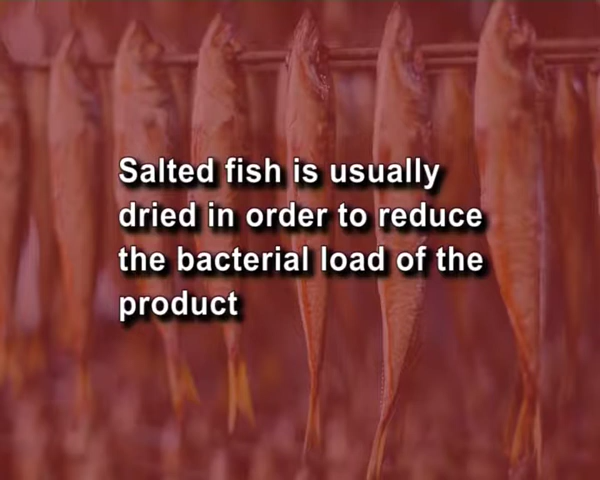 Salted fish is usually
dried in order to reduce
the bacterial load of the
product